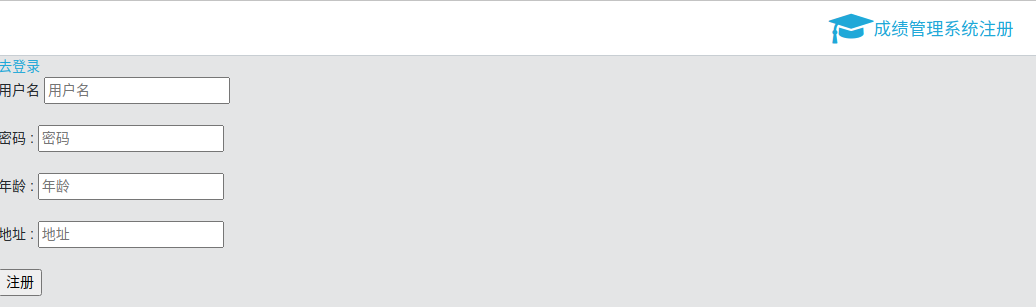 成绩管理系统注册
去登录
用户名 用户名
密码 : 密码
年龄 : 年龄
地址 : 地址
注册